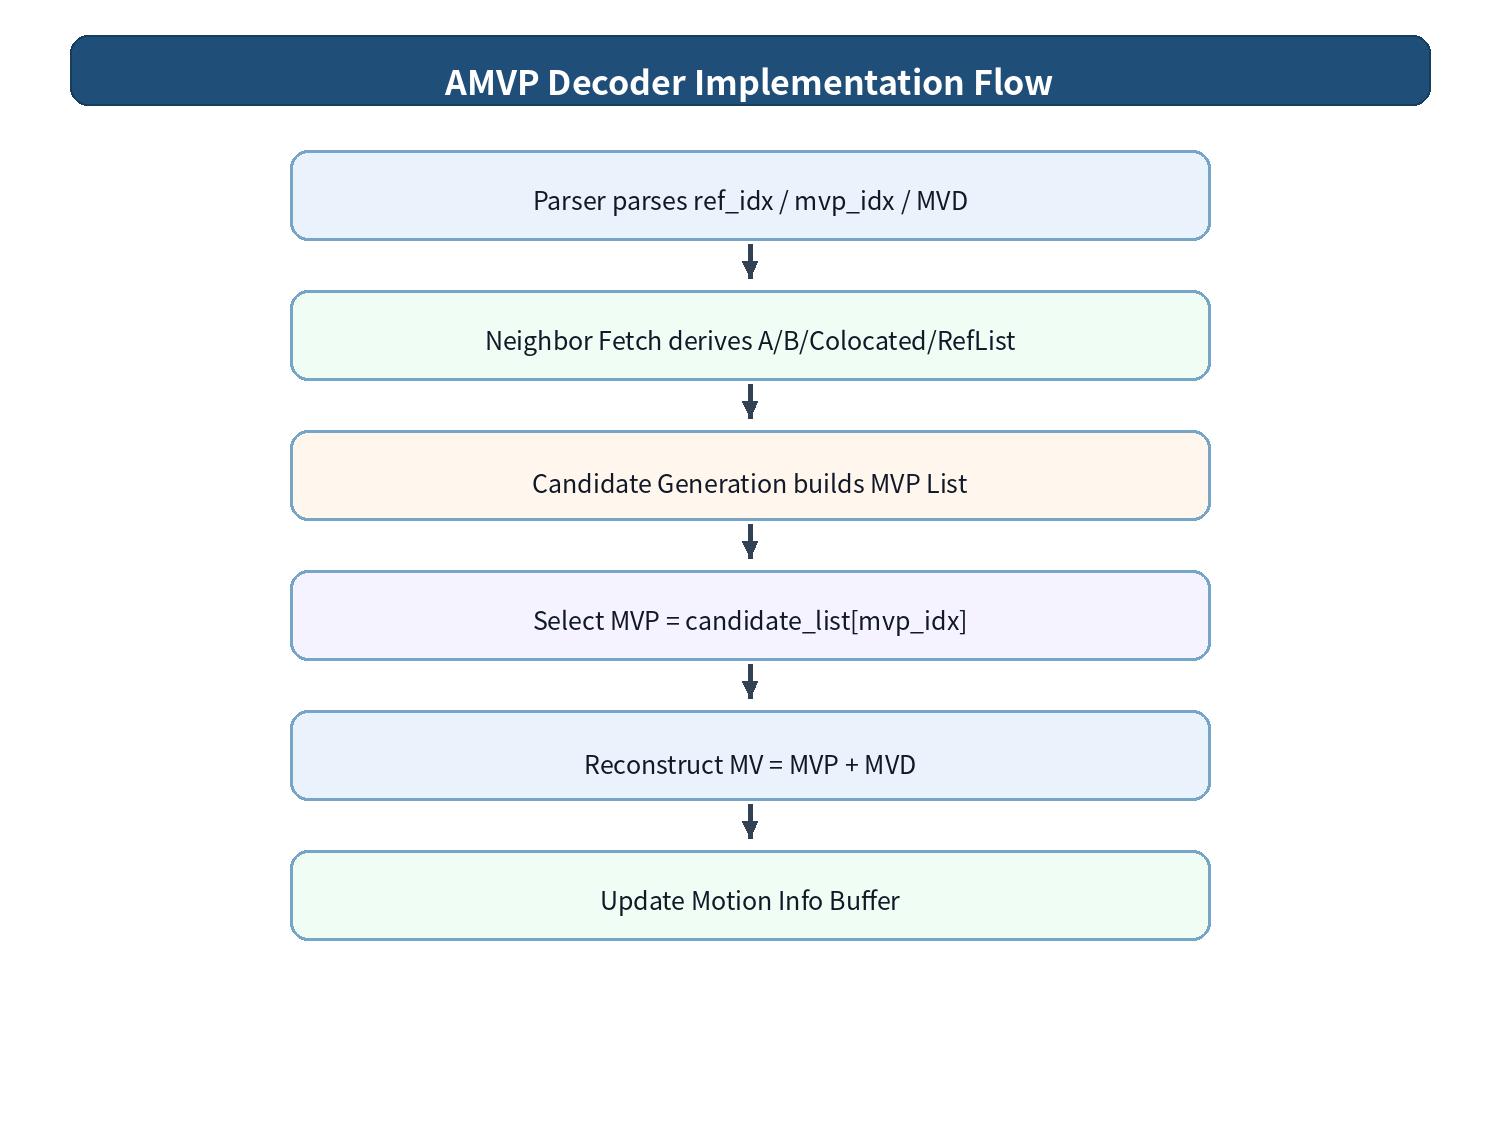 AMVP Decoder Implementation Flow
Parser parses ref_idx / mvp_idx / MVD
Neighbor Fetch derives A/B/Colocated/RefList
Candidate Generation builds MVP List
Select MVP = candidate_list[mvp_idx]
Reconstruct MV = MVP + MVD
Update Motion Info Buffer